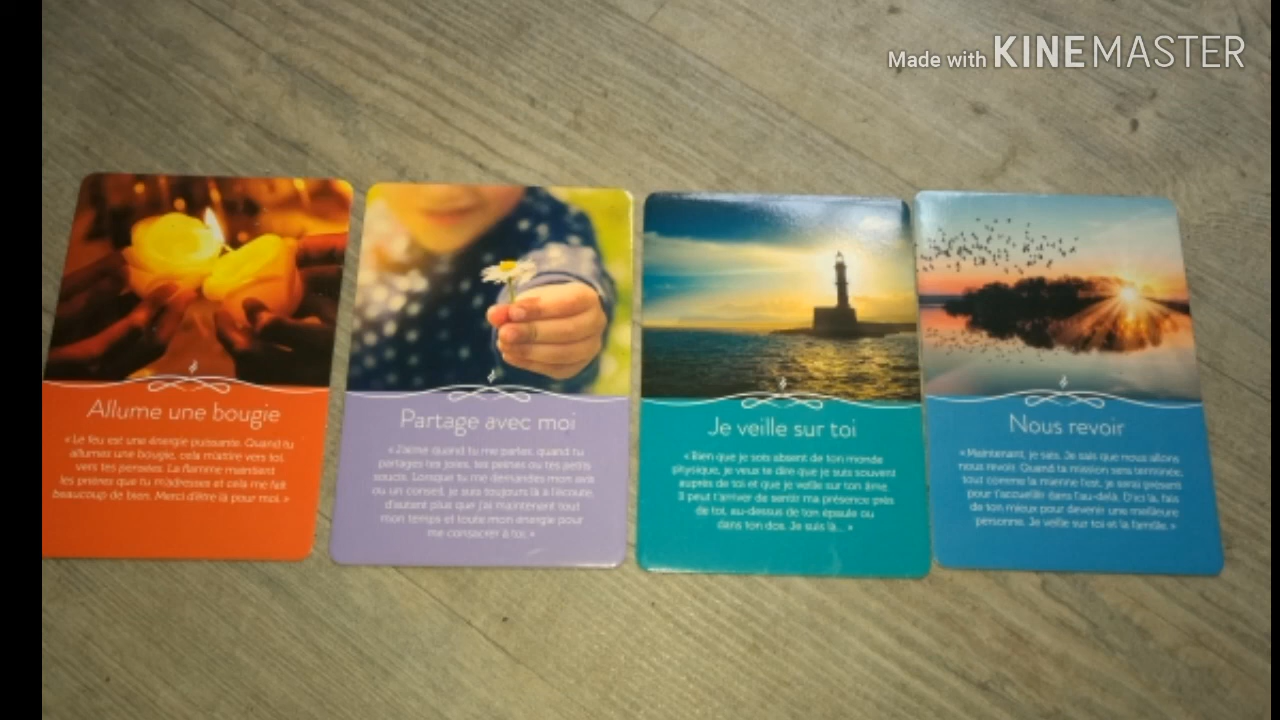 Made with KINEMASTER
Allume une bougie
« Le feu est une énergie puissante. Quand tu
allumes une bougie, cela m'attire vers toi,
vers tes pensées. La flamme maintient
les prières que tu m'adresses et cela me fait
beaucoup de bien. Merci d'être là pour moi. »
Partage avec moi
« J'aime quand tu me parles, quand tu
partages tes joies, tes peines ou tes petits
soucis. Lorsque tu me demandes mon avis
ou un conseil, je suis toujours là à l'écoute,
d'autant plus que j'ai maintenant tout
mon temps et toute mon énergie pour
me consacrer à toi. »
Je veille sur toi
« Bien que je sois absent de ton monde
physique, je veux te dire que je suis souvent
auprès de toi et que je veille sur ton âme.
Il peut t'arriver de sentir ma présence près
de toi, au-dessus de ton épaule ou
dans ton dos. Je suis là... »
Nous revoir
« Maintenant, je sais. Je sais que nous allons
nous revoir. Quand ta mission sera terminée,
tout comme la mienne l'est, je serai présent
pour t'accueillir dans l'au-delà. D'ici là, fais
de ton mieux pour devenir une meilleure
personne. Je veille sur toi et la famille. »